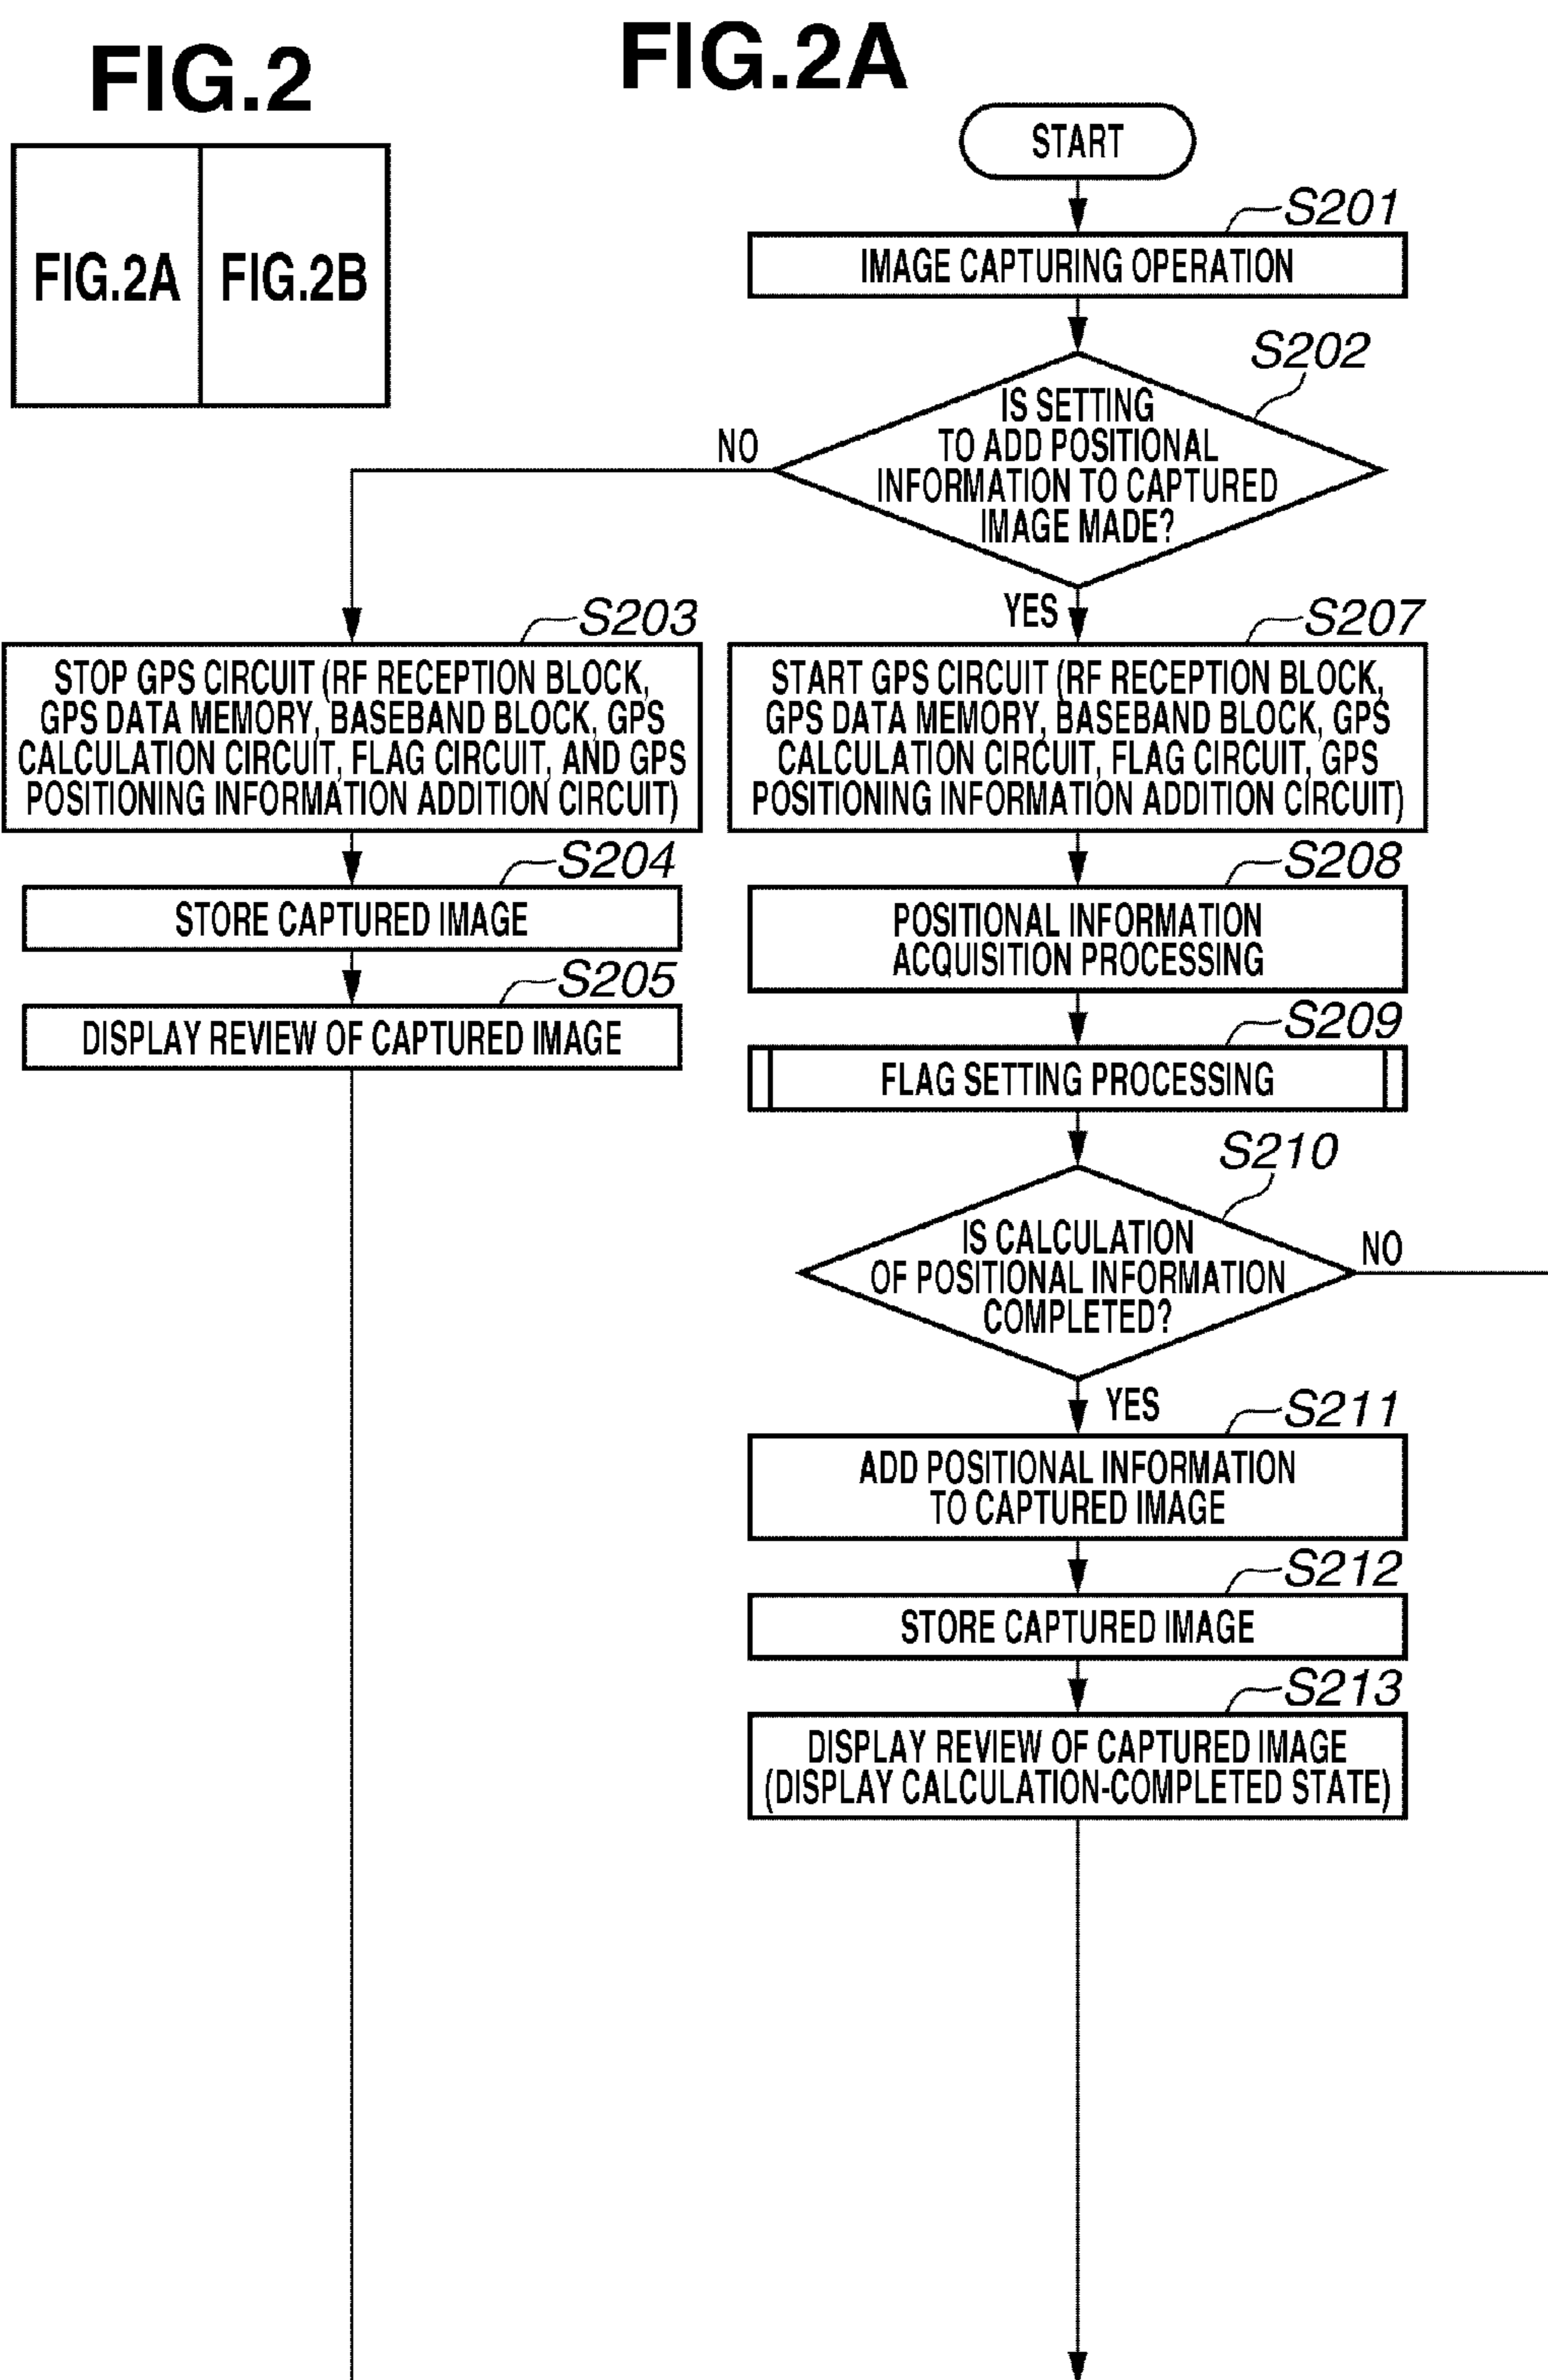 FIG.2
FIG.2A
FIG.2A
FIG.2B
START
S201
IMAGE CAPTURING OPERATION
S202
IS SETTING
TO ADD POSITIONAL
INFORMATION TO CAPTURED
IMAGE MADE?
NO
YES
S203
STOP GPS CIRCUIT (RF RECEPTION BLOCK,
GPS DATA MEMORY, BASEBAND BLOCK, GPS
CALCULATION CIRCUIT, FLAG CIRCUIT, AND GPS
POSITIONING INFORMATION ADDITION CIRCUIT)
S204
STORE CAPTURED IMAGE
S205
DISPLAY REVIEW OF CAPTURED IMAGE
S207
START GPS CIRCUIT (RF RECEPTION BLOCK,
GPS DATA MEMORY, BASEBAND BLOCK, GPS
CALCULATION CIRCUIT, FLAG CIRCUIT, GPS
POSITIONING INFORMATION ADDITION CIRCUIT)
S208
POSITIONAL INFORMATION
ACQUISITION PROCESSING
S209
FLAG SETTING PROCESSING
S210
IS CALCULATION
OF POSITIONAL INFORMATION
COMPLETED?
NO
YES
S211
ADD POSITIONAL INFORMATION
TO CAPTURED IMAGE
S212
STORE CAPTURED IMAGE
S213
DISPLAY REVIEW OF CAPTURED IMAGE
(DISPLAY CALCULATION-COMPLETED STATE)